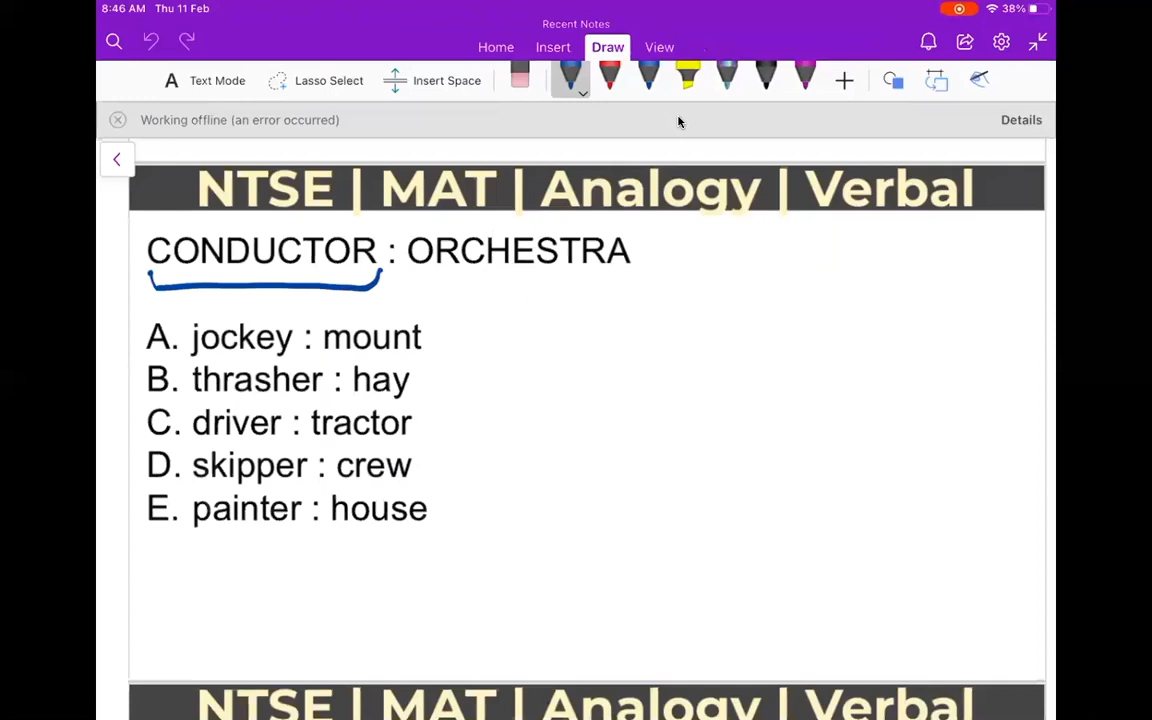 8:46 AM Thu 11 Feb
38%
Recent Notes
Home Insert Draw View
A Text Mode Lasso Select Insert Space
Working offline (an error occurred) Details
NTSE | MAT | Analogy | Verbal
CONDUCTOR : ORCHESTRA
A. jockey : mount
B. thrasher : hay
C. driver : tractor
D. skipper : crew
E. painter : house
NTSE | MAT | Analogy | Verbal